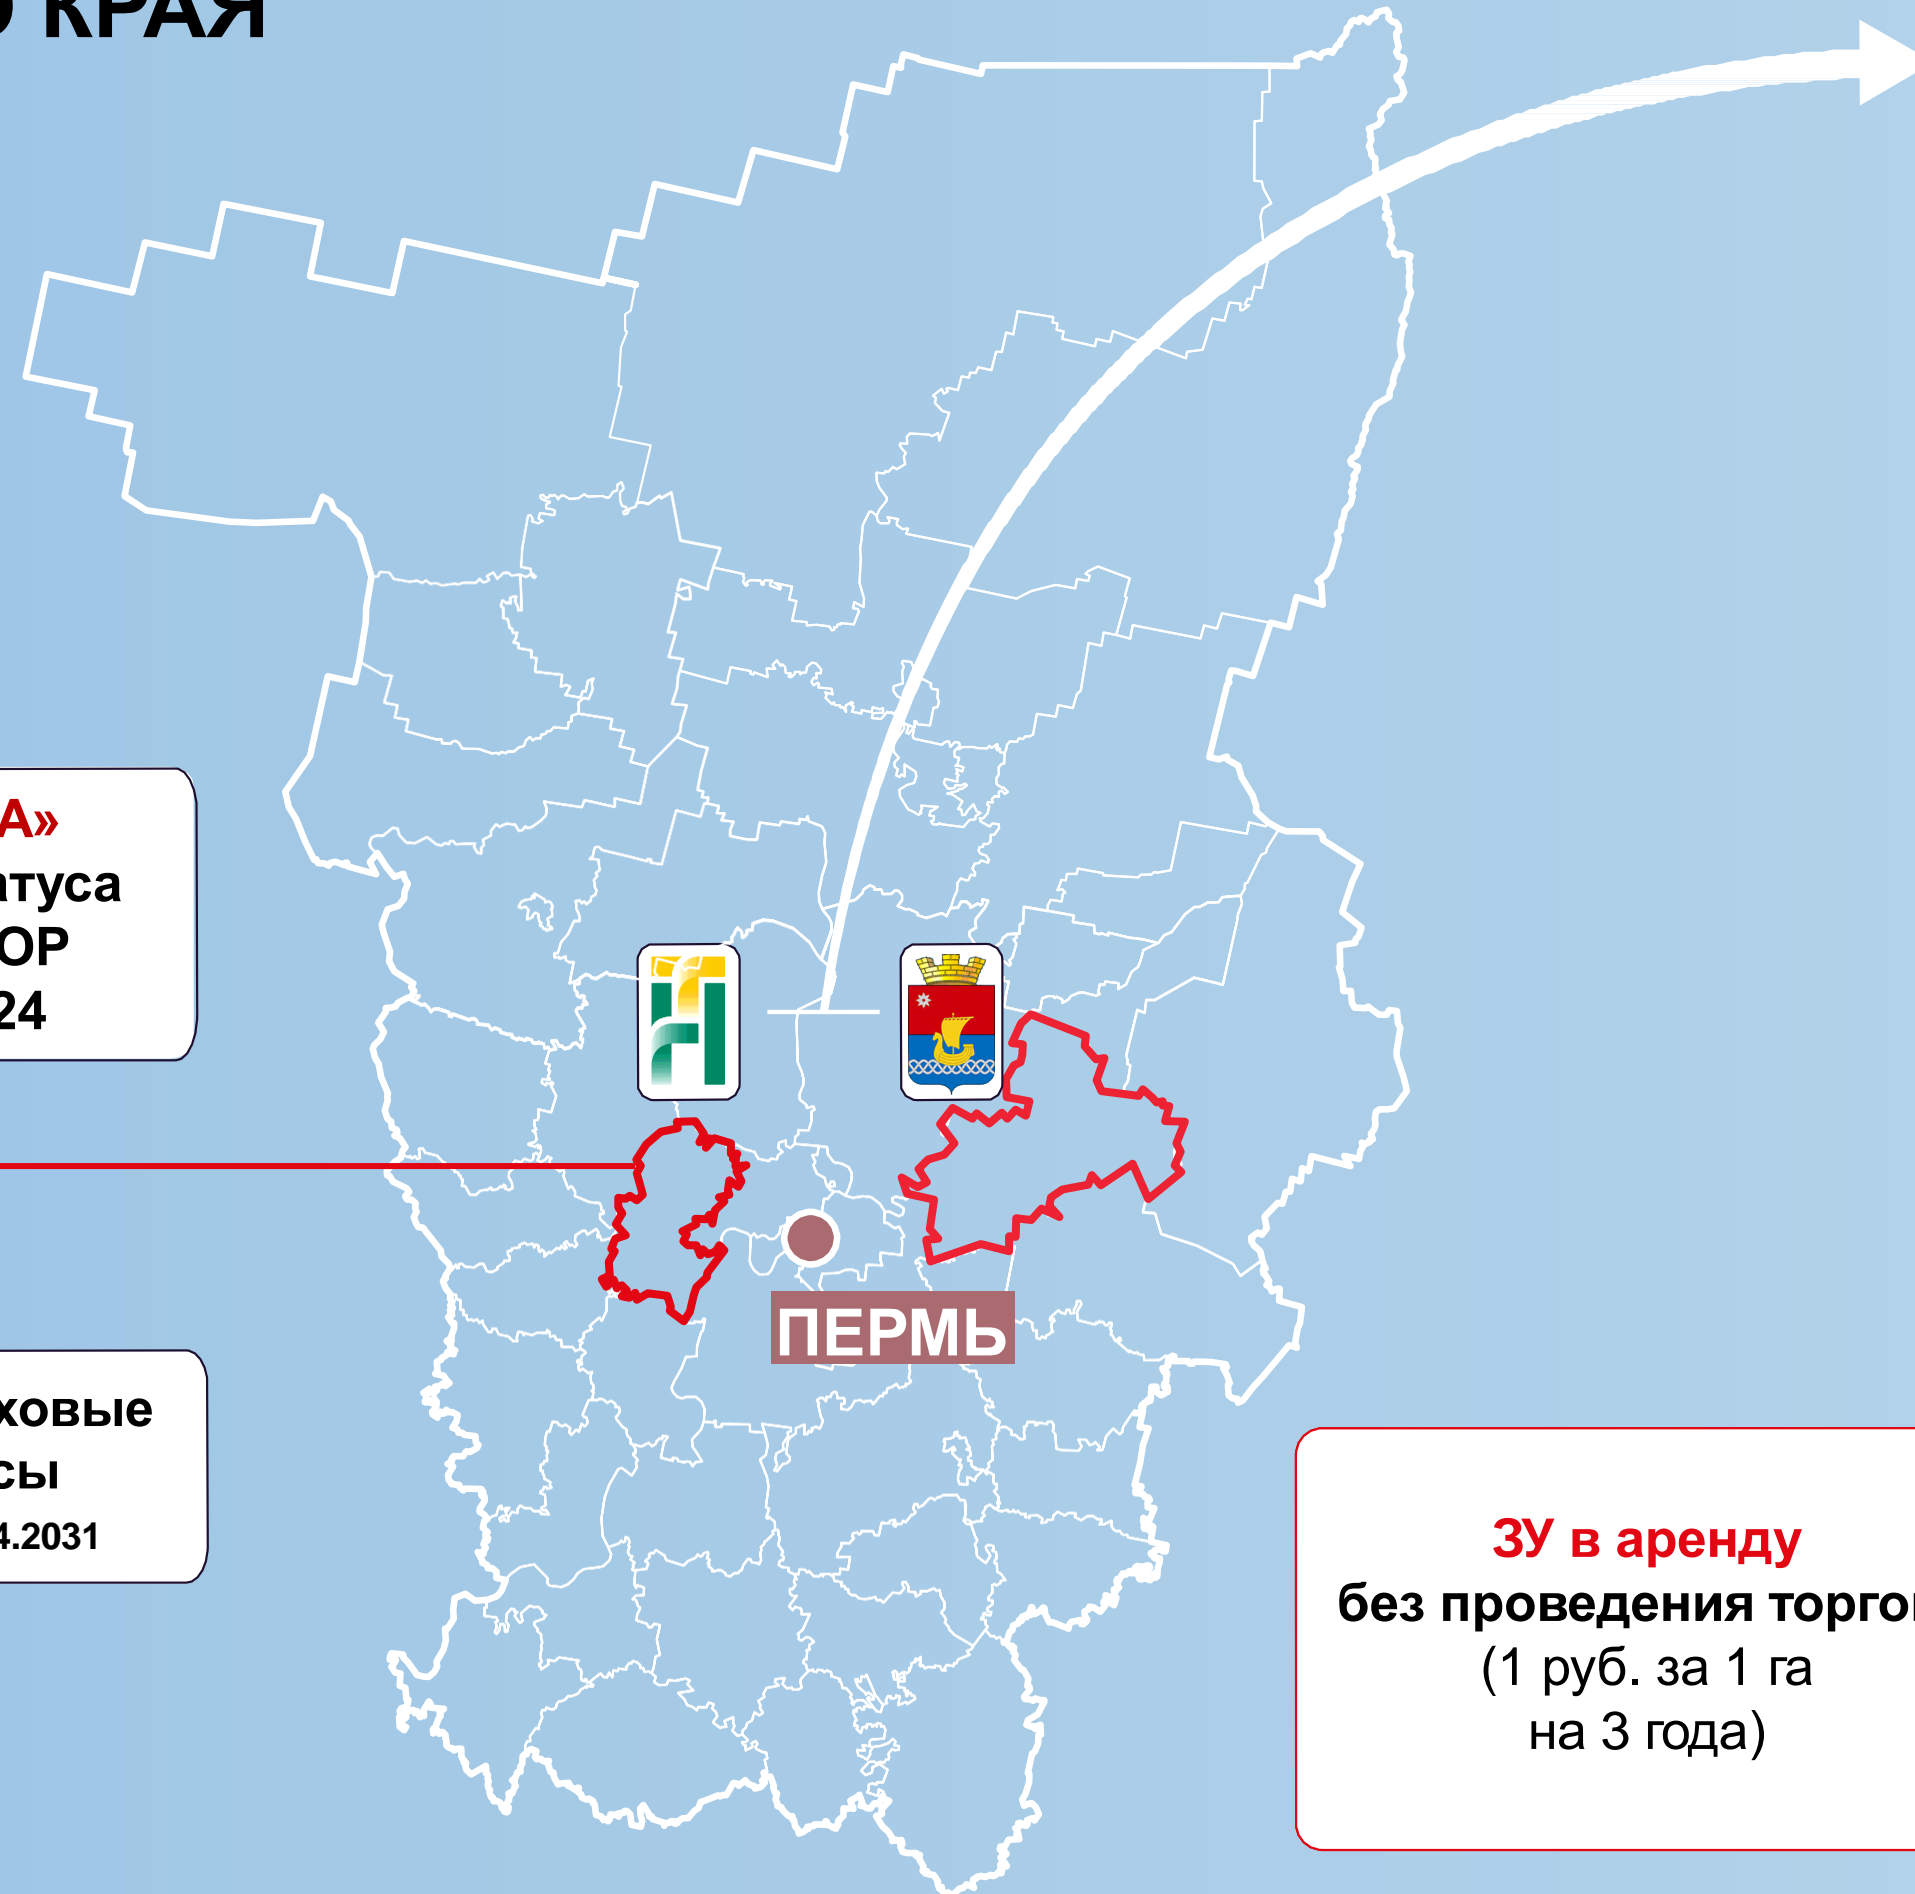 КРАЯ
А»
атуса
ОР
24
ПЕРМЬ
ховые
сы
4.2031
ЗУ в аренду
без проведения торго
(1 руб. за 1 га
на 3 года)